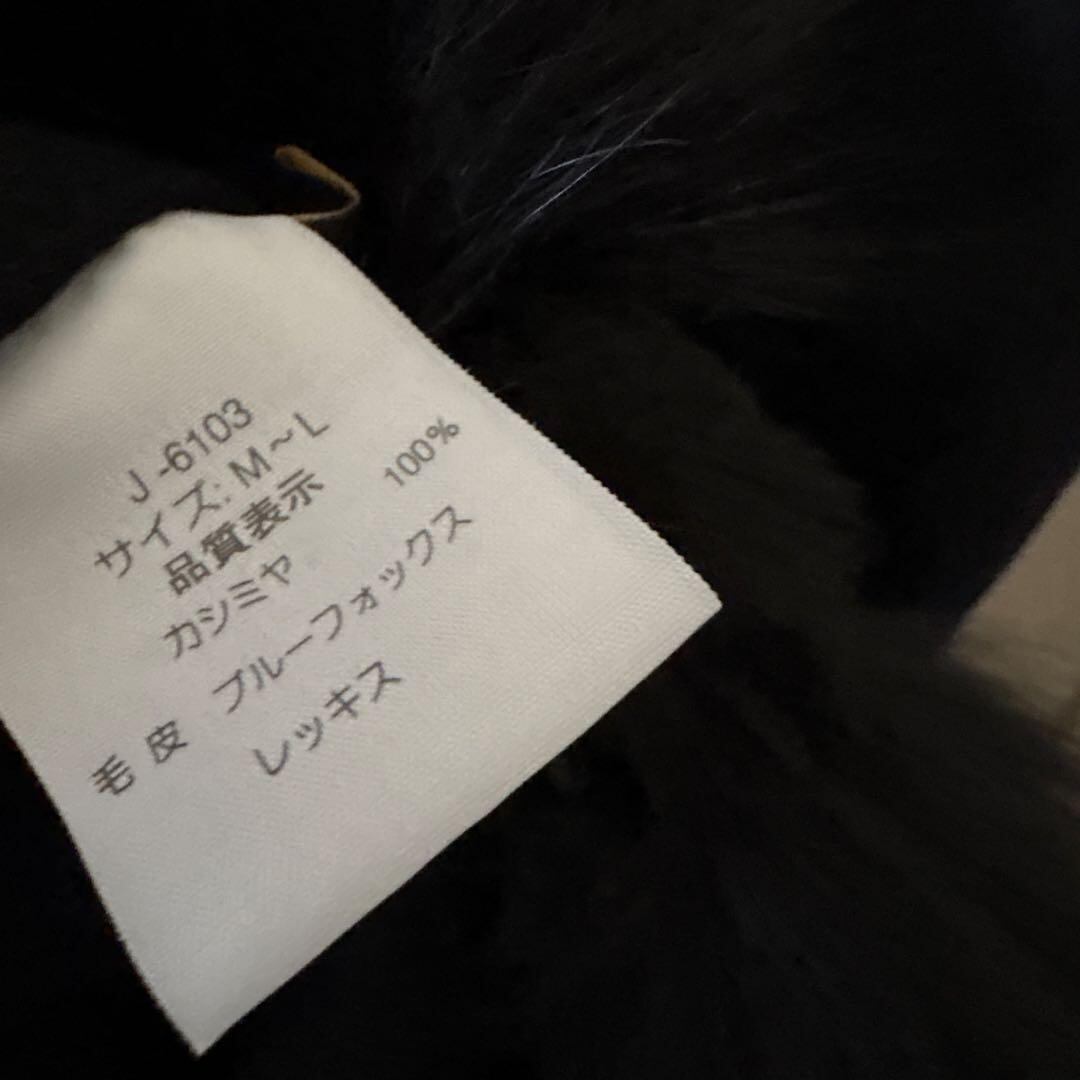 J-6103
サイズ:M～L
品質表示
カシミヤ 100%
毛皮 ブルーフォックス
レッキス